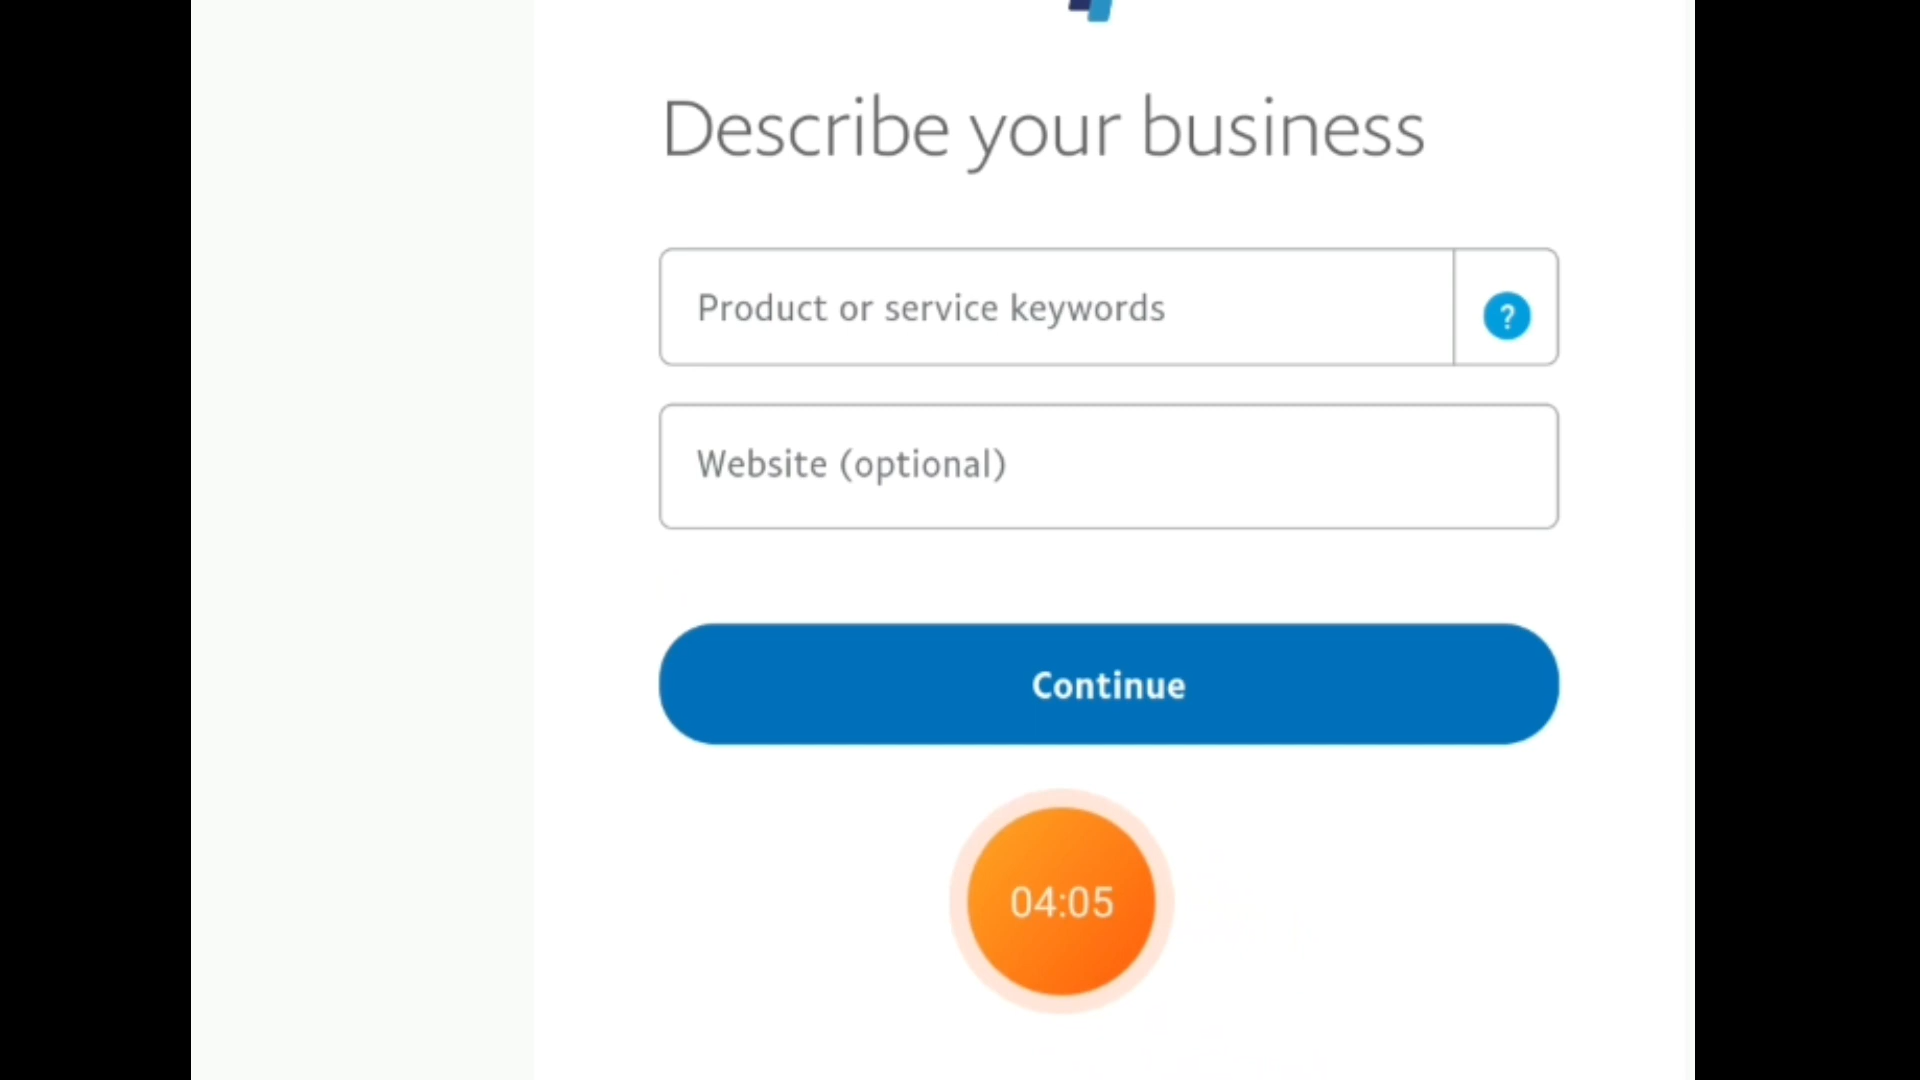 Describe your business
Product or service keywords
?
Website (optional)
Continue
04:05